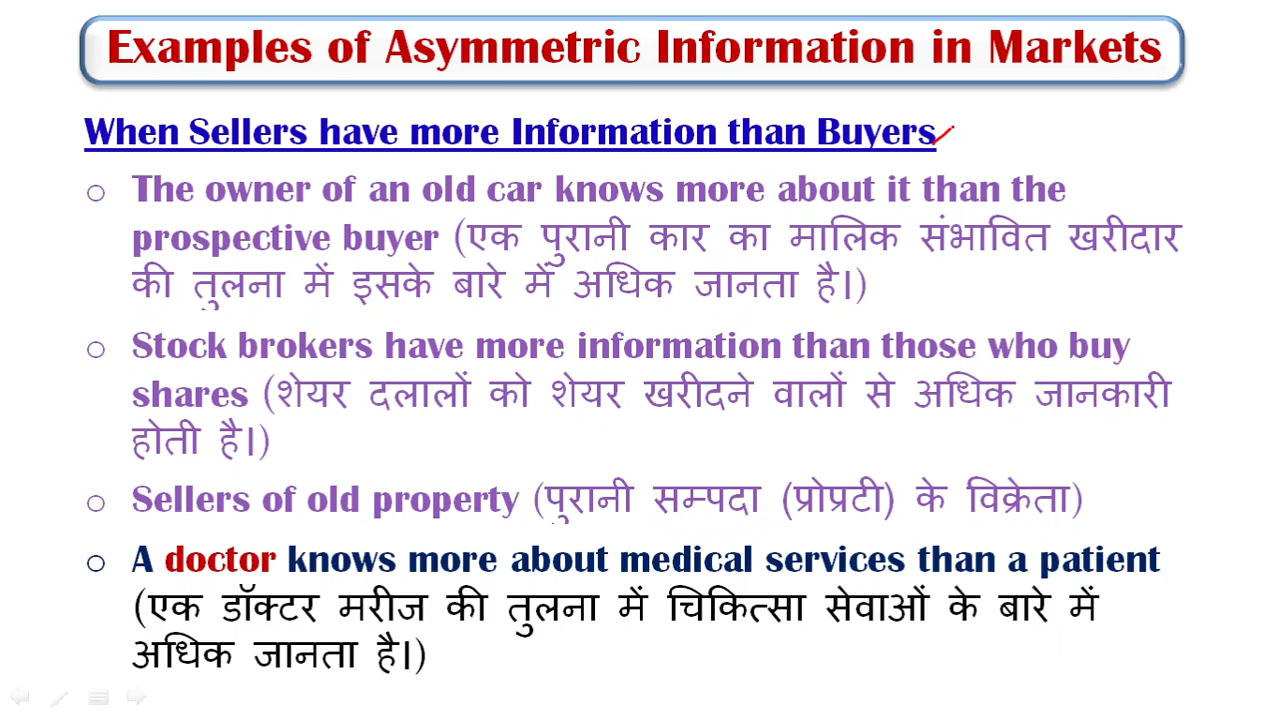 Examples of Asymmetric Information in Markets
When Sellers have more Information than Buyers
The owner of an old car knows more about it than the
prospective buyer (एक पुरानी कार का मालिक संभावित खरीदार
की तुलना में इसके बारे में अधिक जानता है।)
Stock brokers have more information than those who buy
shares (शेयर दलालों को शेयर खरीदने वालों से अधिक जानकारी
होती है।)
Sellers of old property (पुरानी सम्पदा (प्रोप्रटी) के विक्रेता)
A doctor knows more about medical services than a patient
(एक डॉक्टर मरीज की तुलना में चिकित्सा सेवाओं के बारे में
अधिक जानता है।)